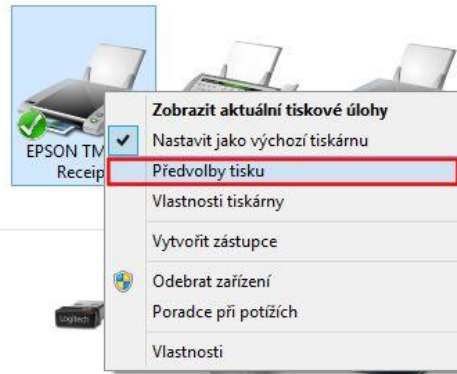 Zobrazit aktuální tiskové úlohy
Nastavit jako výchozí tiskárnu
EPSON TM
Receip
Předvolby tisku
Vlastnosti tiskárny
Vytvořit zástupce
Odebrat zařízení
Logitech
Poradce při potížích
Vlastnosti